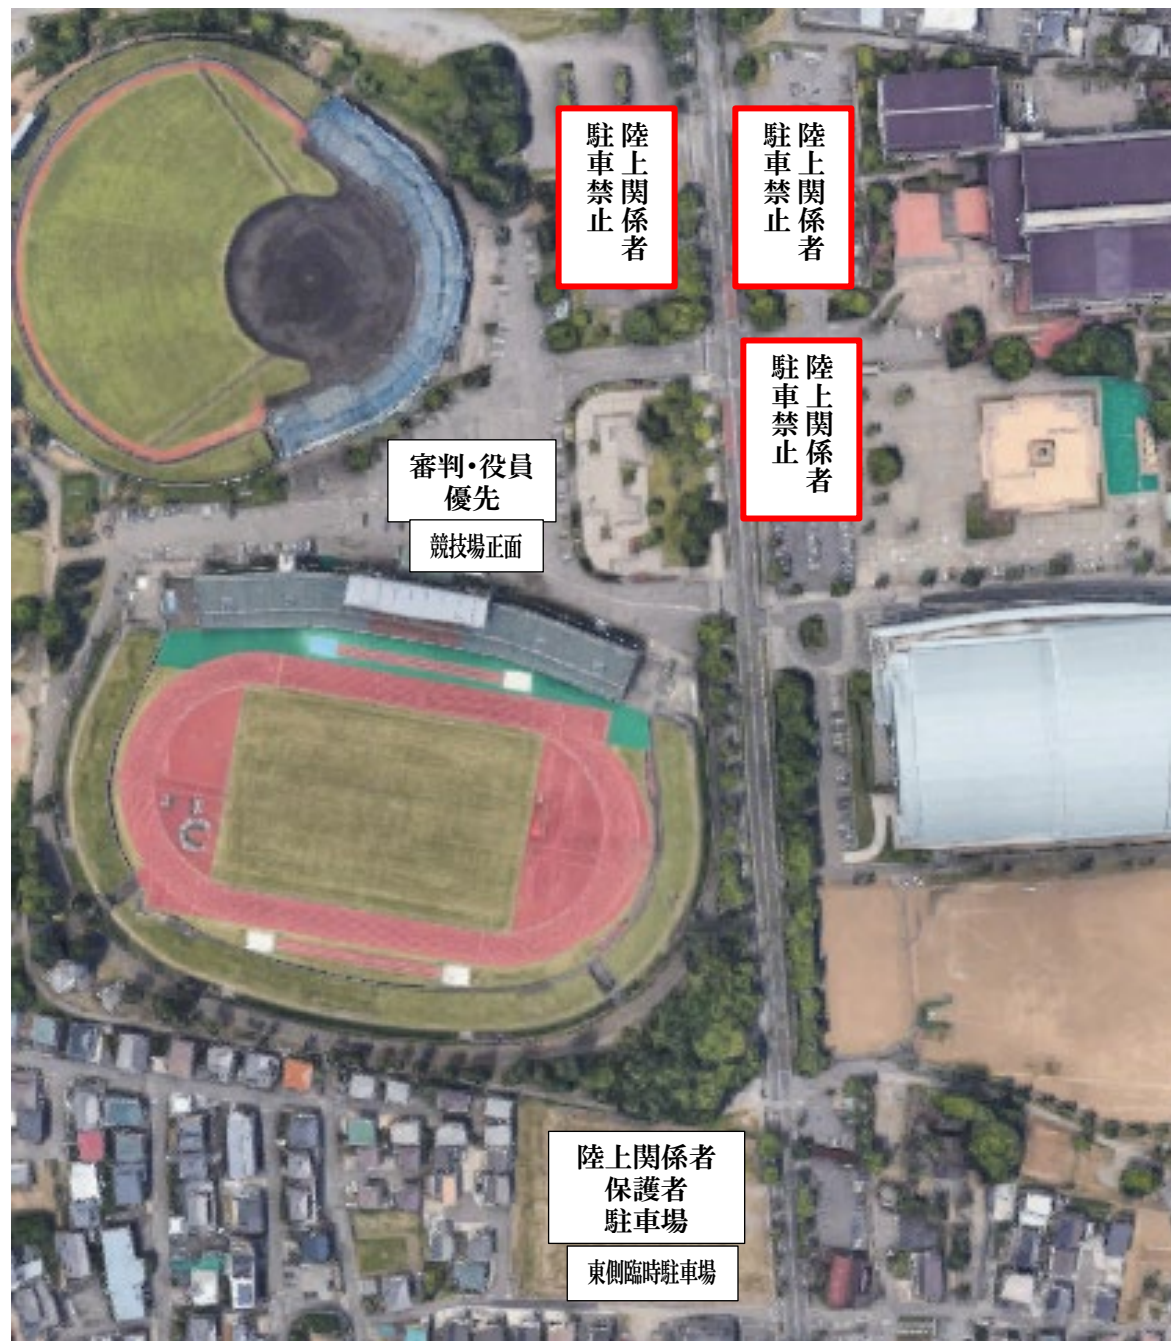 陸上関係者
駐車禁止
陸上関係者
駐車禁止
陸上関係者
駐車禁止
審判・役員
優先
競技場正面
陸上関係者
保護者
駐車場
東側臨時駐車場